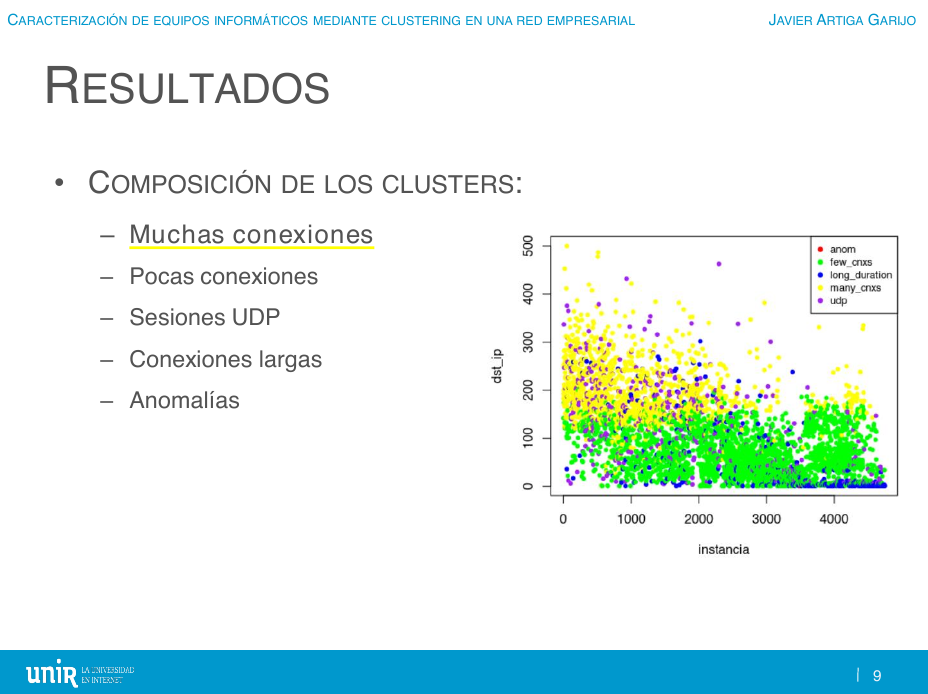 CARACTERIZACIÓN DE EQUIPOS INFORMÁTICOS MEDIANTE CLUSTERING EN UNA RED EMPRESARIAL
JAVIER ARTIGA GARIJO
RESULTADOS
• COMPOSICIÓN DE LOS CLUSTERS:
– Muchas conexiones
– Pocas conexiones
– Sesiones UDP
– Conexiones largas
– Anomalías
dst_ip
500
400
300
200
100
0
anom
few_cnxs
long_duration
many_cnxs
udp
0 1000 2000 3000 4000
instancia
unir LA UNIVERSIDAD
EN INTERNET
| 9